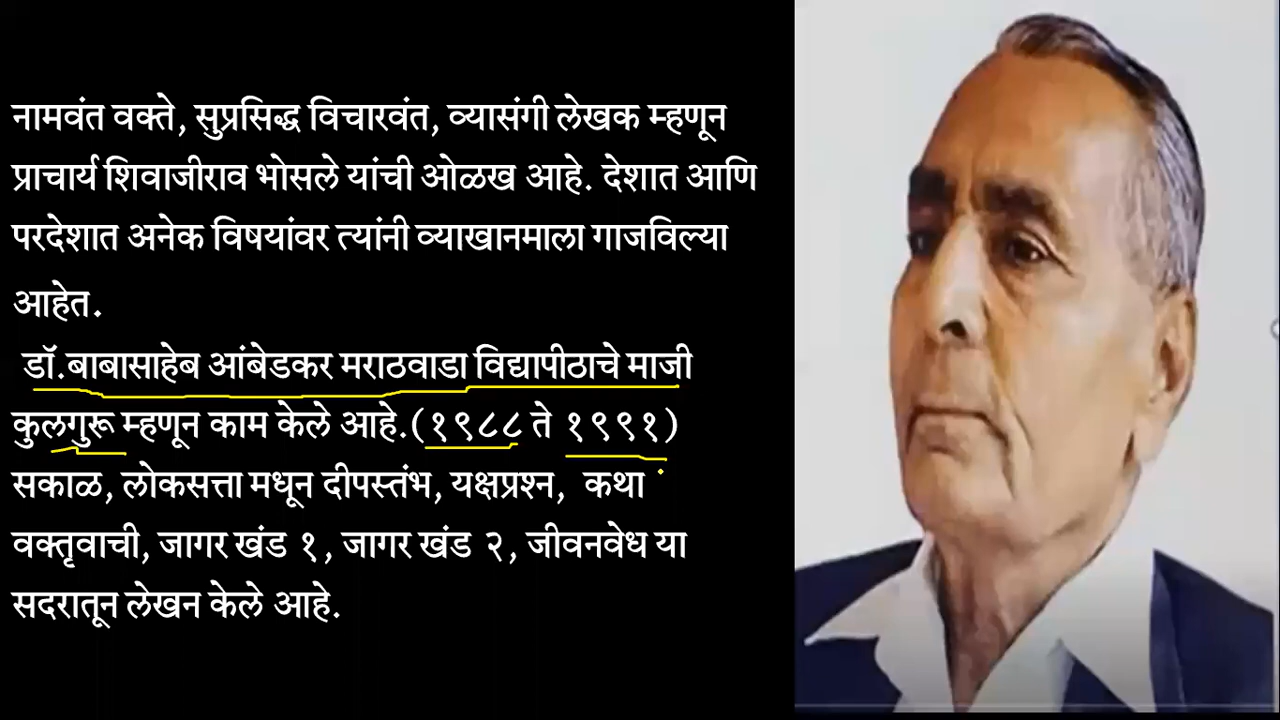 नामवंत वक्ते, सुप्रसिद्ध विचारवंत, व्यासंगी लेखक म्हणून
प्राचार्य शिवाजीराव भोसले यांची ओळख आहे. देशात आणि
परदेशात अनेक विषयांवर त्यांनी व्याखानमाला गाजविल्या
आहेत.
डॉ.बाबासाहेब आंबेडकर मराठवाडा विद्यापीठाचे माजी
कुलगुरू म्हणून काम केले आहे.(१९८८ ते १९९१)
सकाळ, लोकसत्ता मधून दीपस्तंभ, यक्षप्रश्न, कथा
वक्तृवाची, जागर खंड १, जागर खंड २, जीवनवेध या
सदरातून लेखन केले आहे.